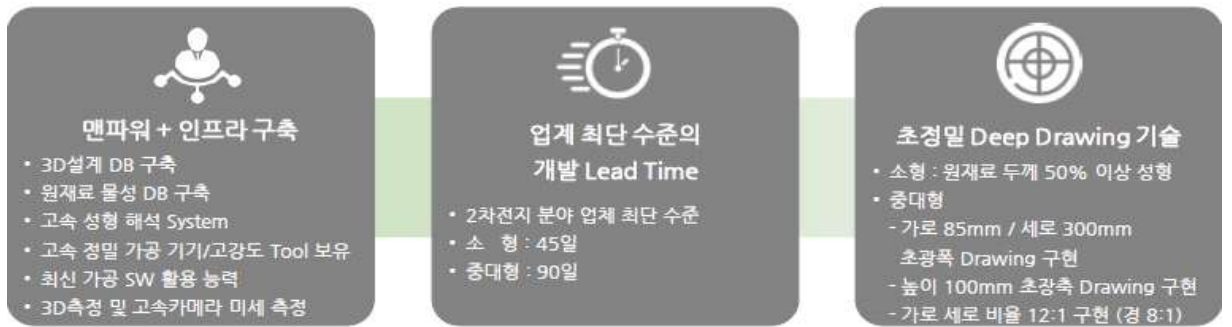 맨파워 + 인프라 구축
• 3D설계 DB 구축
• 원재료 물성 DB 구축
• 고속 성형 해석 System
• 고속 정밀 가공 기기/고강도 Tool 보유
• 최신 가공 SW 활용 능력
• 3D측정 및 고속카메라 미세 측정
업계 최단 수준의
개발 Lead Time
• 2차전지 분야 업체 최단 수준
• 소 형 : 45일
• 중대형 : 90일
초정밀 Deep Drawing 기술
• 소형 : 원재료 두께 50% 이상 성형
• 중대형
- 가로 85mm / 세로 300mm
초광폭 Drawing 구현
- 높이 100mm 초장축 Drawing 구현
- 가로 세로 비율 12:1 구현 (경 8:1)